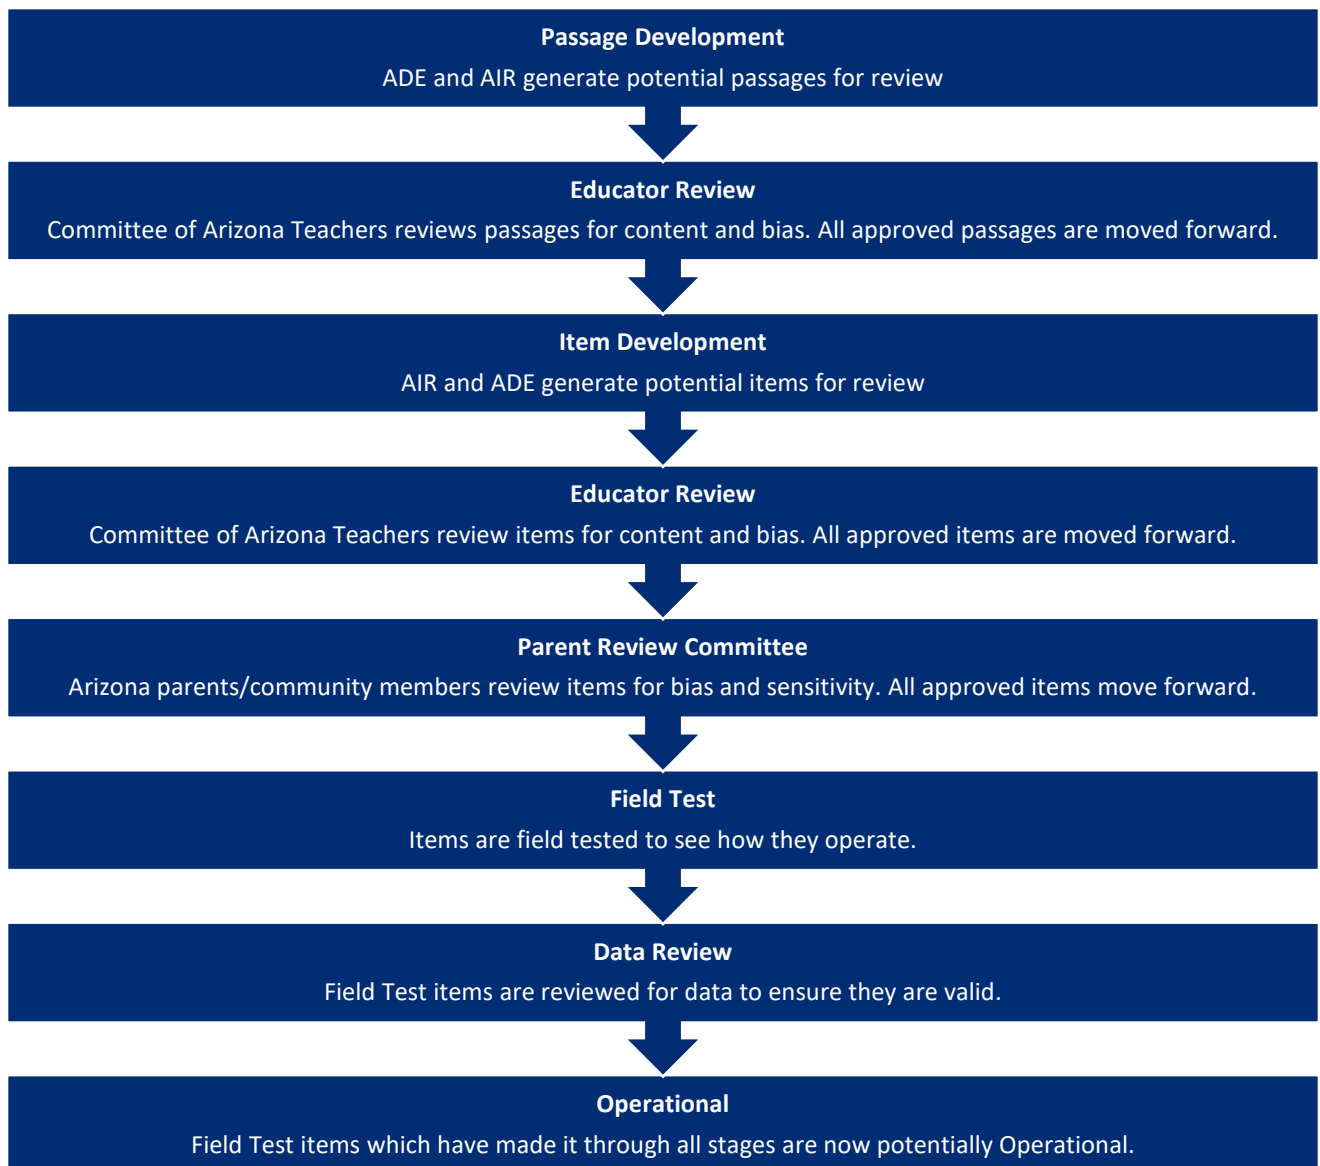 Passage Development
ADE and AIR generate potential passages for review
Educator Review
Committee of Arizona Teachers reviews passages for content and bias. All approved passages are moved forward.
Item Development
AIR and ADE generate potential items for review
Educator Review
Committee of Arizona Teachers review items for content and bias. All approved items are moved forward.
Parent Review Committee
Arizona parents/community members review items for bias and sensitivity. All approved items move forward.
Field Test
Items are field tested to see how they operate.
Data Review
Field Test items are reviewed for data to ensure they are valid.
Operational
Field Test items which have made it through all stages are now potentially Operational.